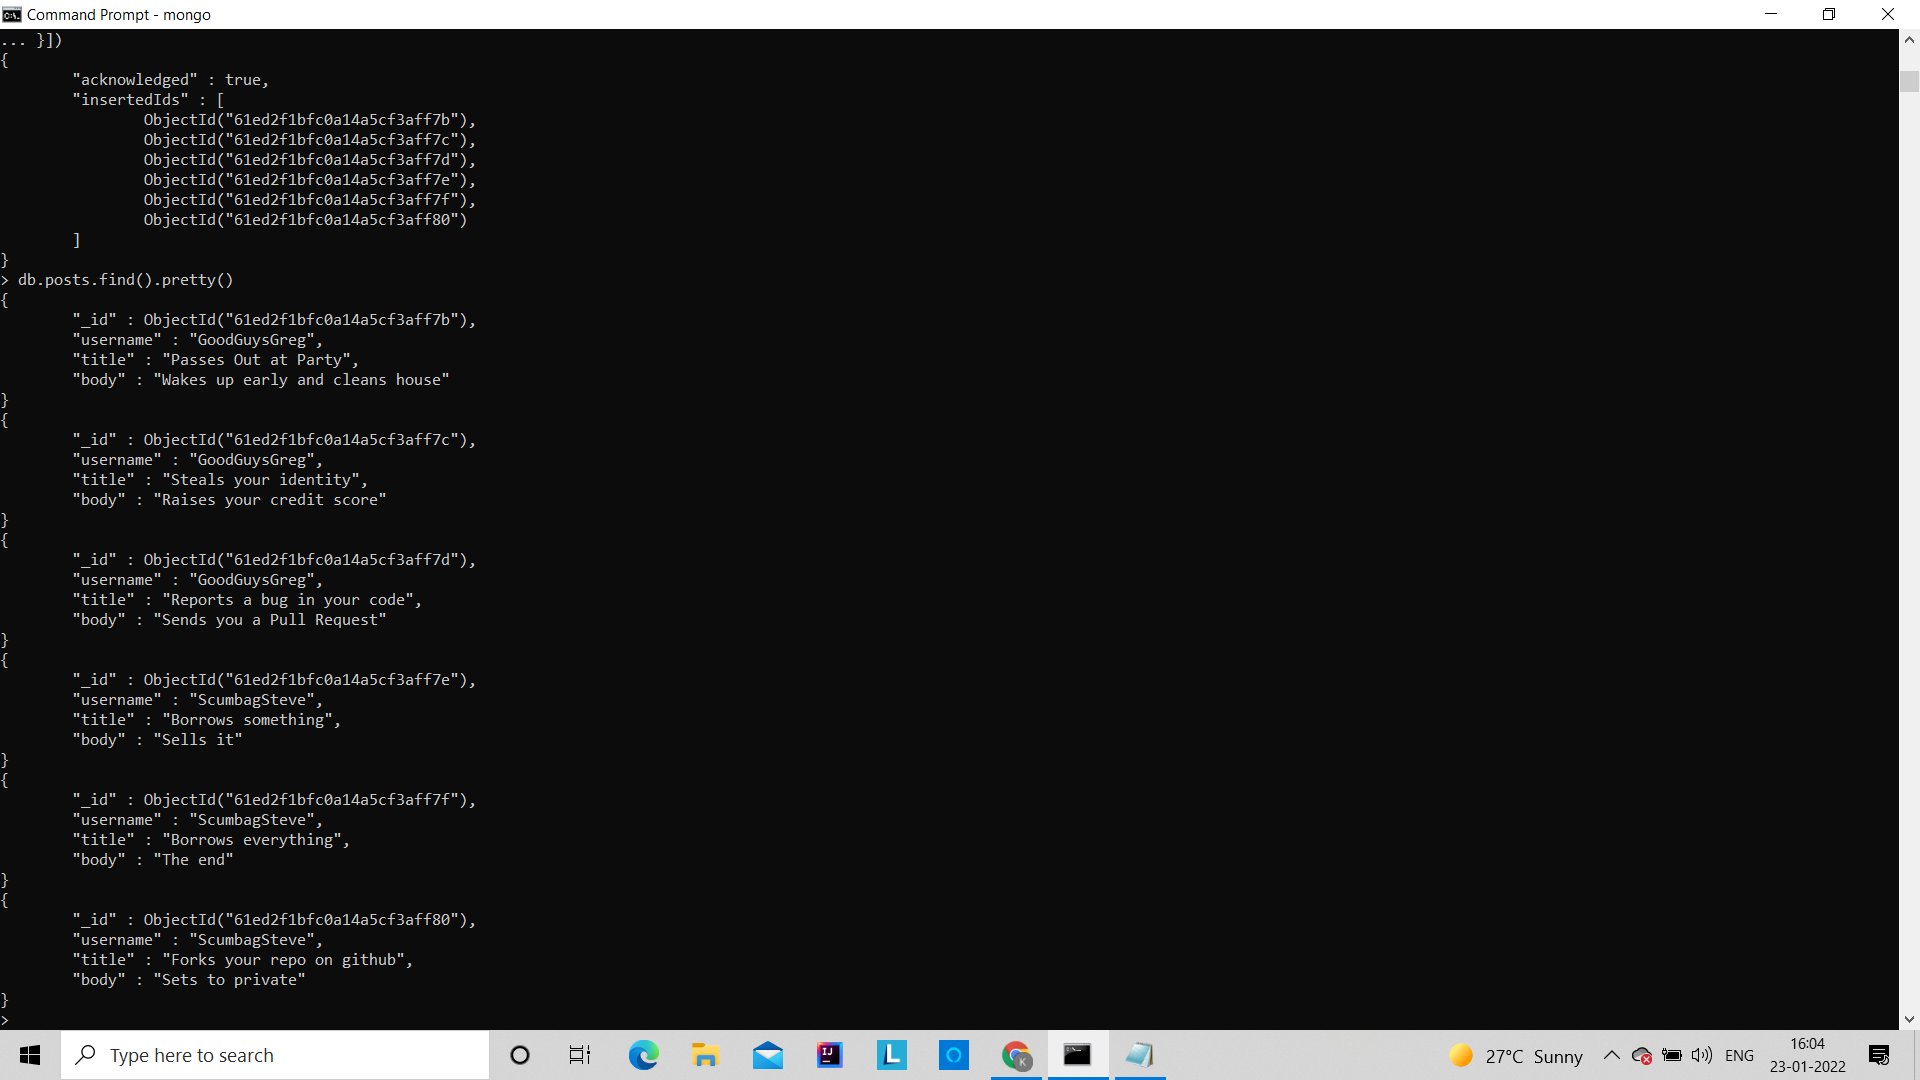 Command Prompt - mongo
... }])
{
"acknowledged" : true,
"insertedIds" : [
ObjectId("61ed2f1bfc0a14a5cf3aff7b"),
ObjectId("61ed2f1bfc0a14a5cf3aff7c"),
ObjectId("61ed2f1bfc0a14a5cf3aff7d"),
ObjectId("61ed2f1bfc0a14a5cf3aff7e"),
ObjectId("61ed2f1bfc0a14a5cf3aff7f"),
ObjectId("61ed2f1bfc0a14a5cf3aff80")
]
}
> db.posts.find().pretty()
{
"_id" : ObjectId("61ed2f1bfc0a14a5cf3aff7b"),
"username" : "GoodGuysGreg",
"title" : "Passes Out at Party",
"body" : "Wakes up early and cleans house"
}
{
"_id" : ObjectId("61ed2f1bfc0a14a5cf3aff7c"),
"username" : "GoodGuysGreg",
"title" : "Steals your identity",
"body" : "Raises your credit score"
}
{
"_id" : ObjectId("61ed2f1bfc0a14a5cf3aff7d"),
"username" : "GoodGuysGreg",
"title" : "Reports a bug in your code",
"body" : "Sends you a Pull Request"
}
{
"_id" : ObjectId("61ed2f1bfc0a14a5cf3aff7e"),
"username" : "ScumbagSteve",
"title" : "Borrows something",
"body" : "Sells it"
}
{
"_id" : ObjectId("61ed2f1bfc0a14a5cf3aff7f"),
"username" : "ScumbagSteve",
"title" : "Borrows everything",
"body" : "The end"
}
{
"_id" : ObjectId("61ed2f1bfc0a14a5cf3aff80"),
"username" : "ScumbagSteve",
"title" : "Forks your repo on github",
"body" : "Sets to private"
}
>
Type here to search
27°C Sunny
ENG
16:04
23-01-2022